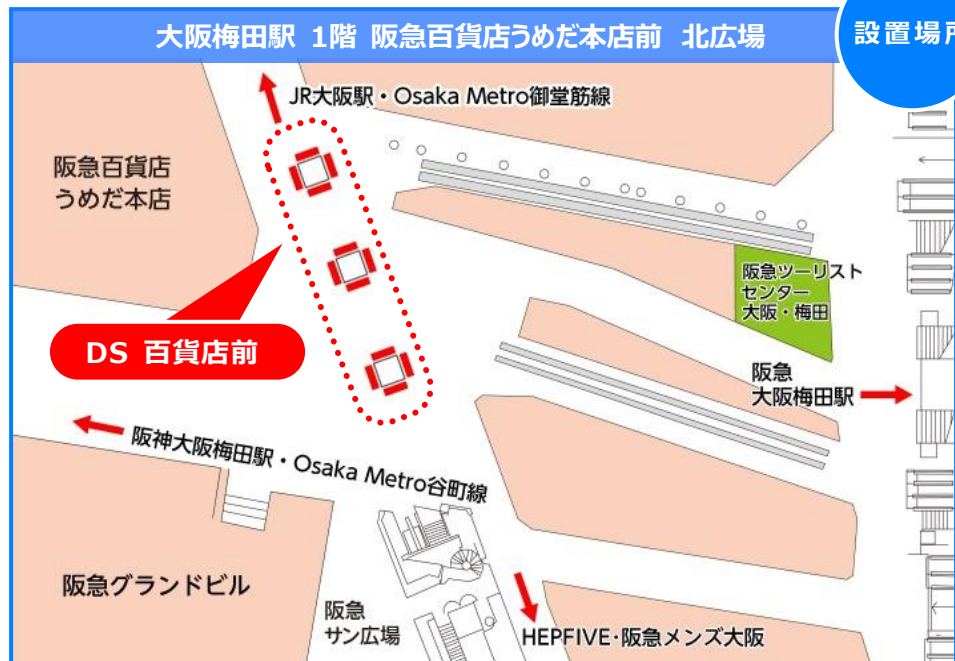 大阪梅田駅 1階 阪急百貨店うめだ本店前 北広場
設置場所
JR大阪駅・Osaka Metro御堂筋線
阪急百貨店
うめだ本店
阪急ツーリスト
センター
大阪・梅田
DS 百貨店前
阪急
大阪梅田駅
阪神大阪梅田駅・Osaka Metro谷町線
阪急グランドビル
阪急
サン広場
HEPFIVE・阪急メンズ大阪